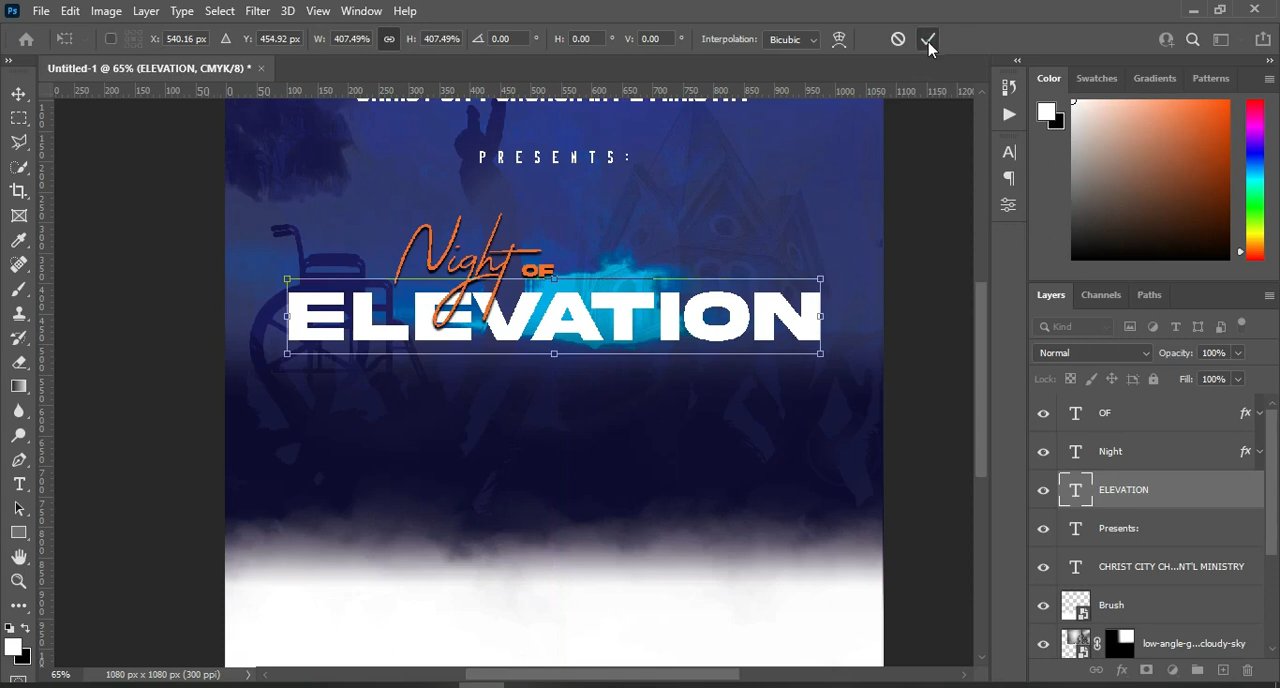 Ps File Edit Image Layer Type Select Filter 3D View Window Help
X: 540.16 px Y: 454.92 px W: 407.49% H: 407.49% 0.00 ° H: 0.00 ° V: 0.00 ° Interpolation: Bicubic
Untitled-1 @ 65% (ELEVATION, CMYK/8) * ×
Color Swatches Gradients Patterns
PRESENTS:
Night OF
ELEVATION
Layers Channels Paths
Kind
Normal Opacity: 100%
Lock: Fill: 100%
T OF fx
T Night fx
T ELEVATION
T Presents:
T CHRIST CITY CH...NT'L MINISTRY
Brush
low-angle-g...cloudy-sky
65% 1080 px x 1080 px (300 ppi)